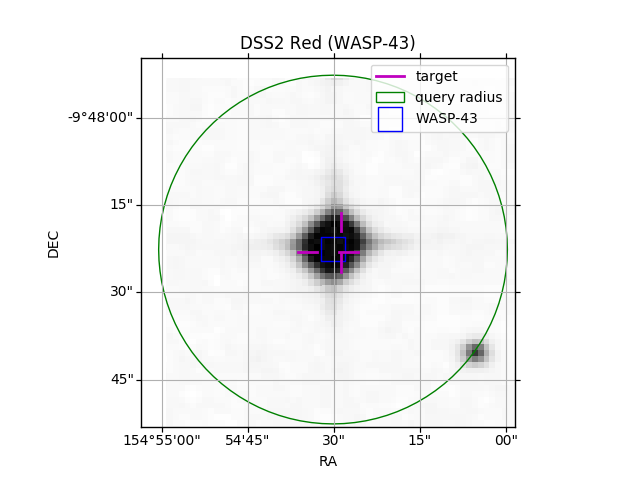 DSS2 Red (WASP-43)
target
query radius
WASP-43
-9°48'00"
15"
30"
45"
DEC
154°55'00" 54'45" 30" 15" 00"
RA